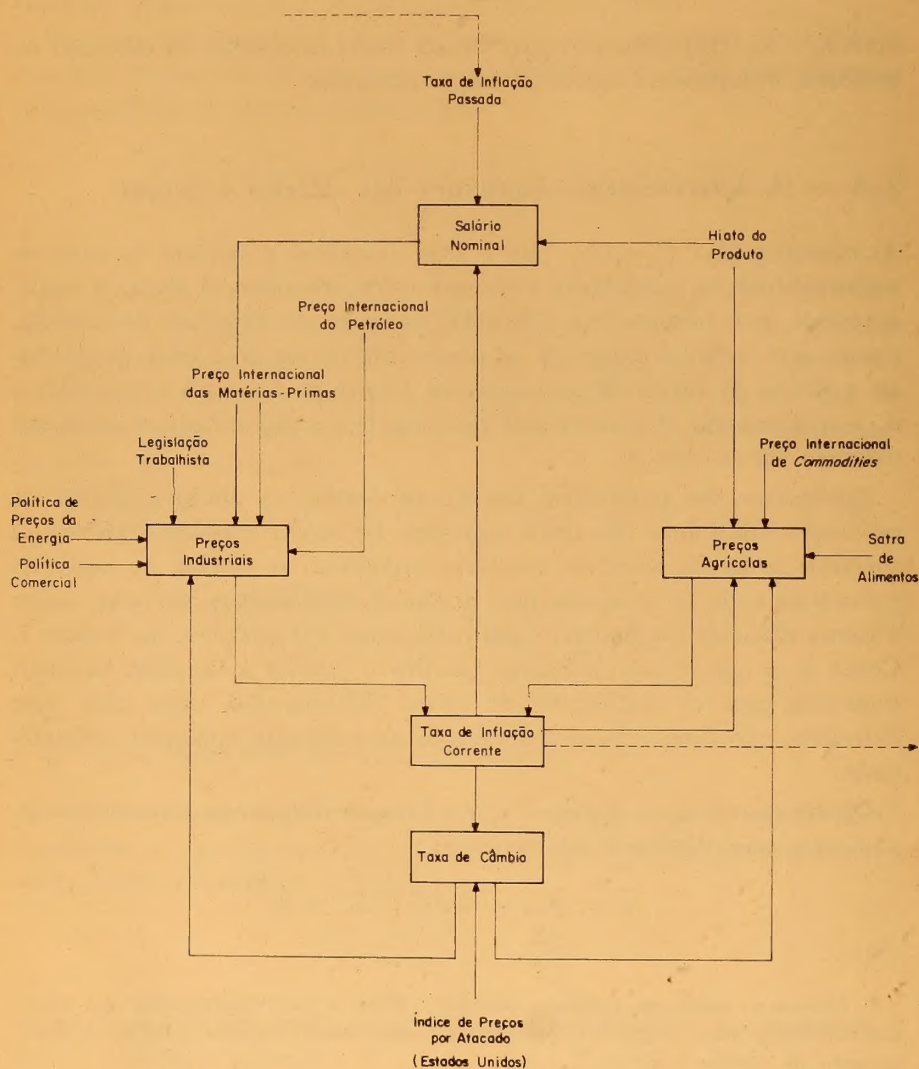 Taxa de Inflação
Passada
Salário
Nominal
Hiato do
Produto
Preço Internacional
do Petróleo
Preço Internacional
das Matérias-Primas
Legislação
Trabalhista
Preço Internacional
de Commodities
Política de
Preços da
Energia
Política
Comercial
Preços
Industriais
Preços
Agrícolas
Satra
de
Alimentos
Taxa de Inflação
Corrente
Taxa de Câmbio
Índice de Preços
por Atacado
(Estados Unidos)